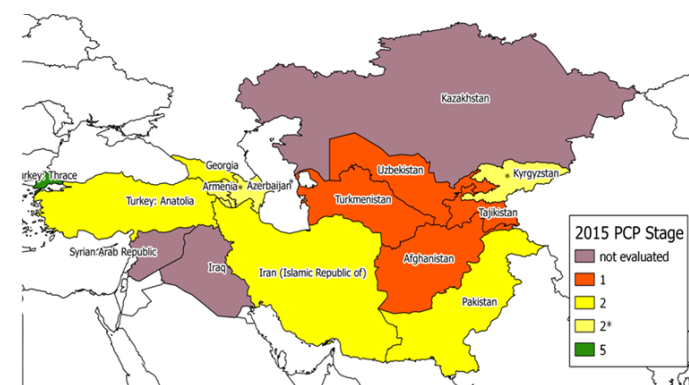 Kazakhstan
Uzbekistan
* Kyrgyzstan
Georgia
urkey: Thrace
Armenia* Azerbaijan*
Turkmenistan
Turkey: Anatolia
Tajikistan
Syrian Arab Republic
Afghanistan
Iraq
Iran (Islamic Republic of)
Pakistan
2015 PCP Stage
not evaluated
1
2
2*
5